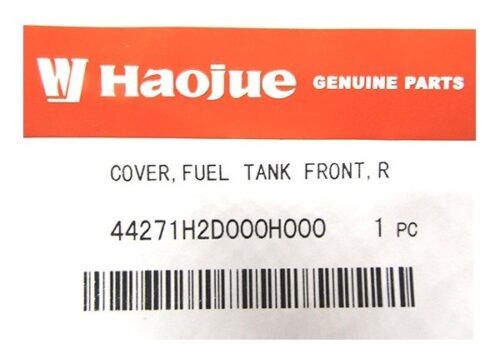 Haojue GENUINE PARTS
COVER, FUEL TANK FRONT, R
44271H2D000H000 1 PC